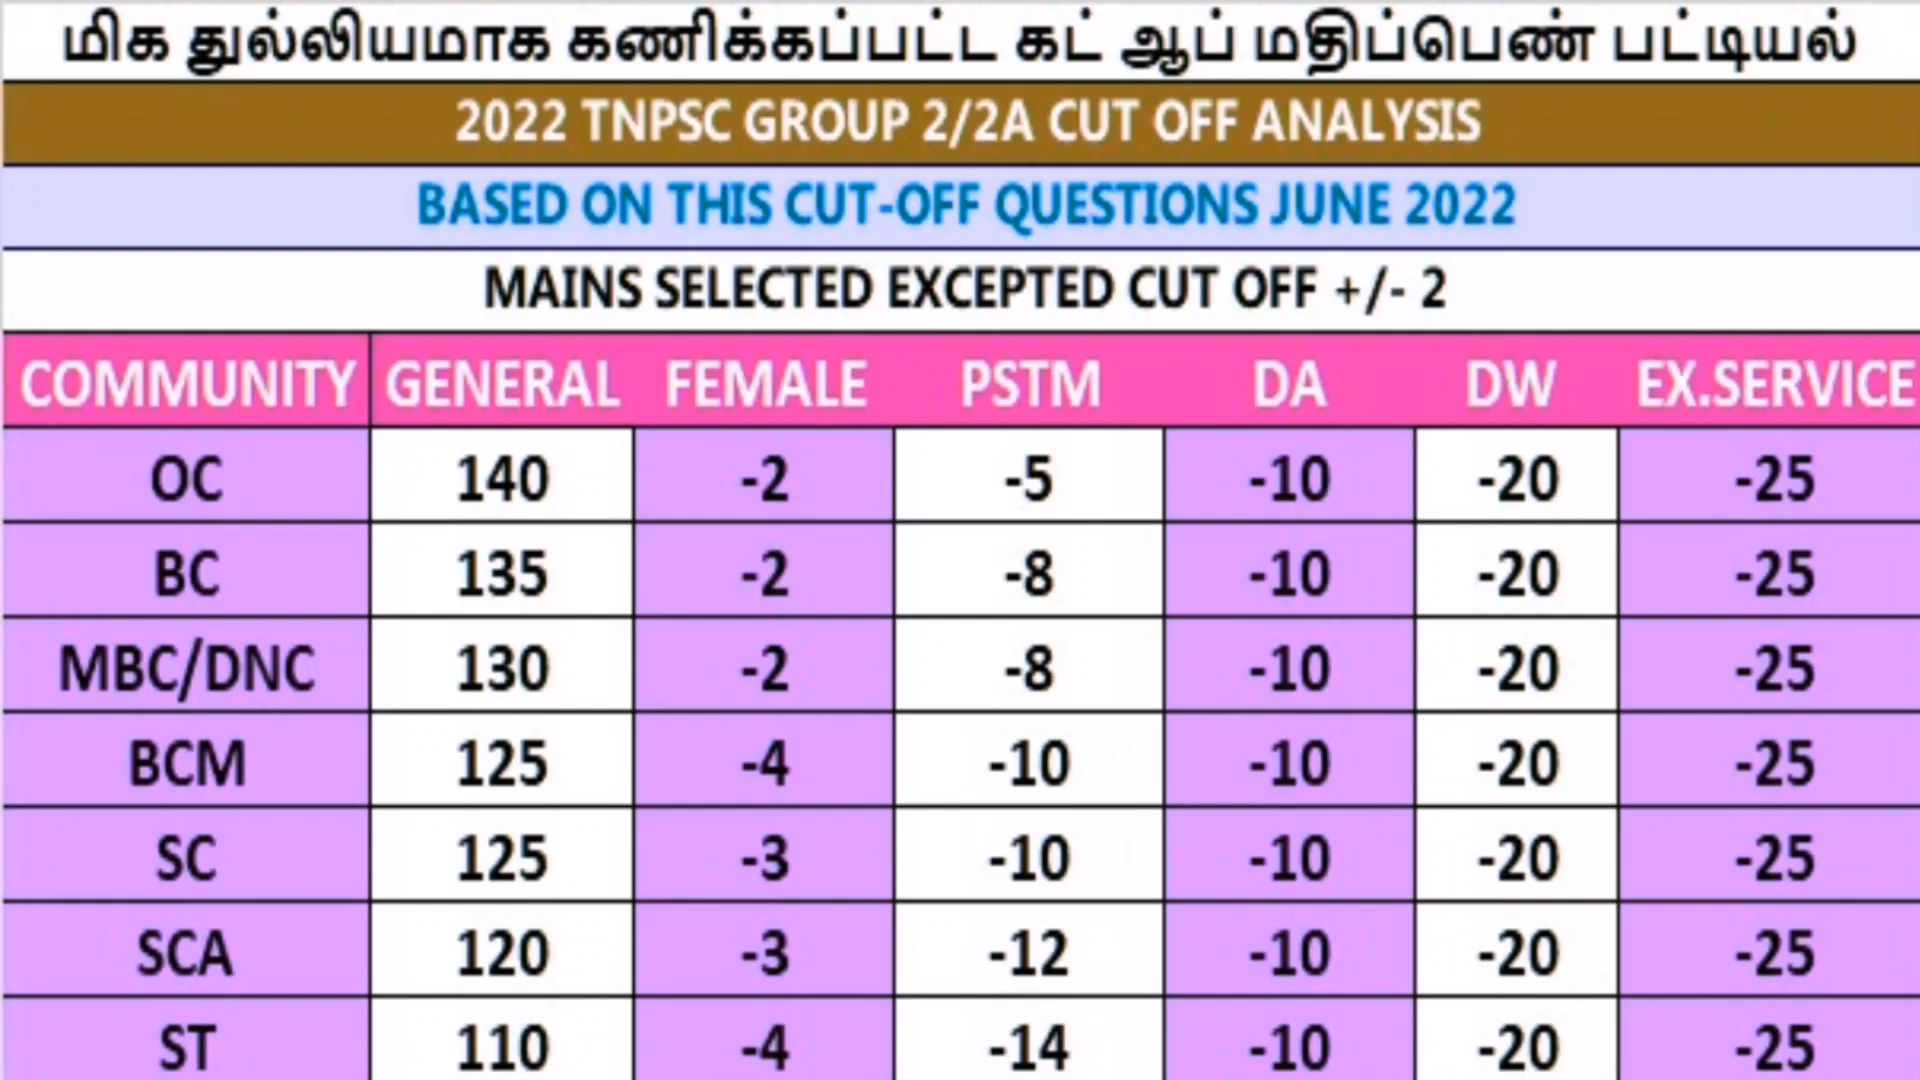 மிக துல்லியமாக கணிக்கப்பட்ட கட் ஆப் மதிப்பெண் பட்டியல்
2022 TNPSC GROUP 2/2A CUT OFF ANALYSIS
BASED ON THIS CUT-OFF QUESTIONS JUNE 2022
MAINS SELECTED EXCEPTED CUT OFF +/- 2
COMMUNITY GENERAL FEMALE PSTM DA DW EX.SERVICE
OC 140 -2 -5 -10 -20 -25
BC 135 -2 -8 -10 -20 -25
MBC/DNC 130 -2 -8 -10 -20 -25
BCM 125 -4 -10 -10 -20 -25
SC 125 -3 -10 -10 -20 -25
SCA 120 -3 -12 -10 -20 -25
ST 110 -4 -14 -10 -20 -25